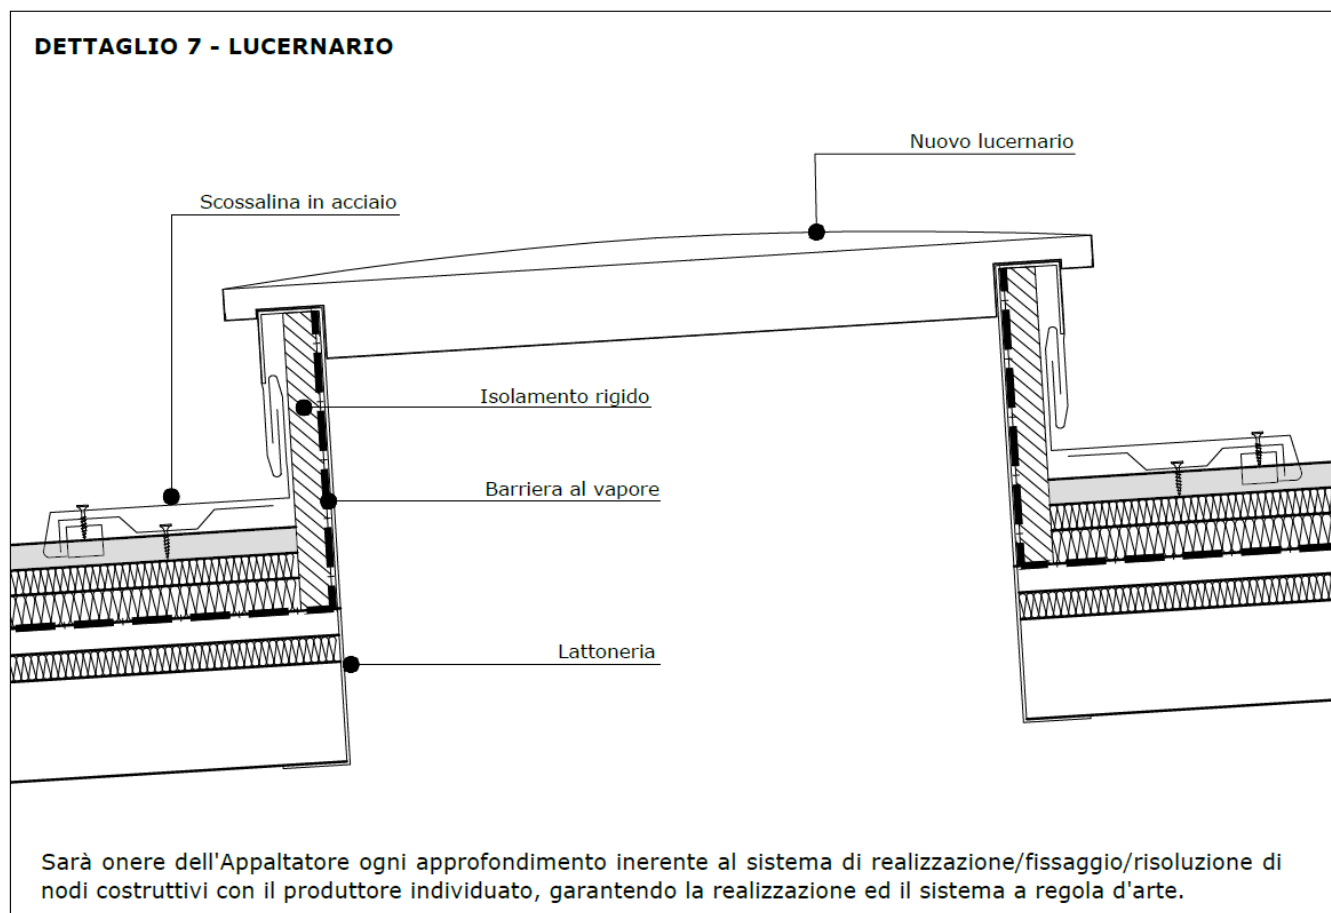 DETTAGLIO 7 - LUCERNARIO
Nuovo lucernario
Scossalina in acciaio
Isolamento rigido
Barriera al vapore
Lattoneria
Sarà onere dell'Appaltatore ogni approfondimento inerente al sistema di realizzazione/fissaggio/risoluzione di
nodi costruttivi con il produttore individuato, garantendo la realizzazione ed il sistema a regola d'arte.